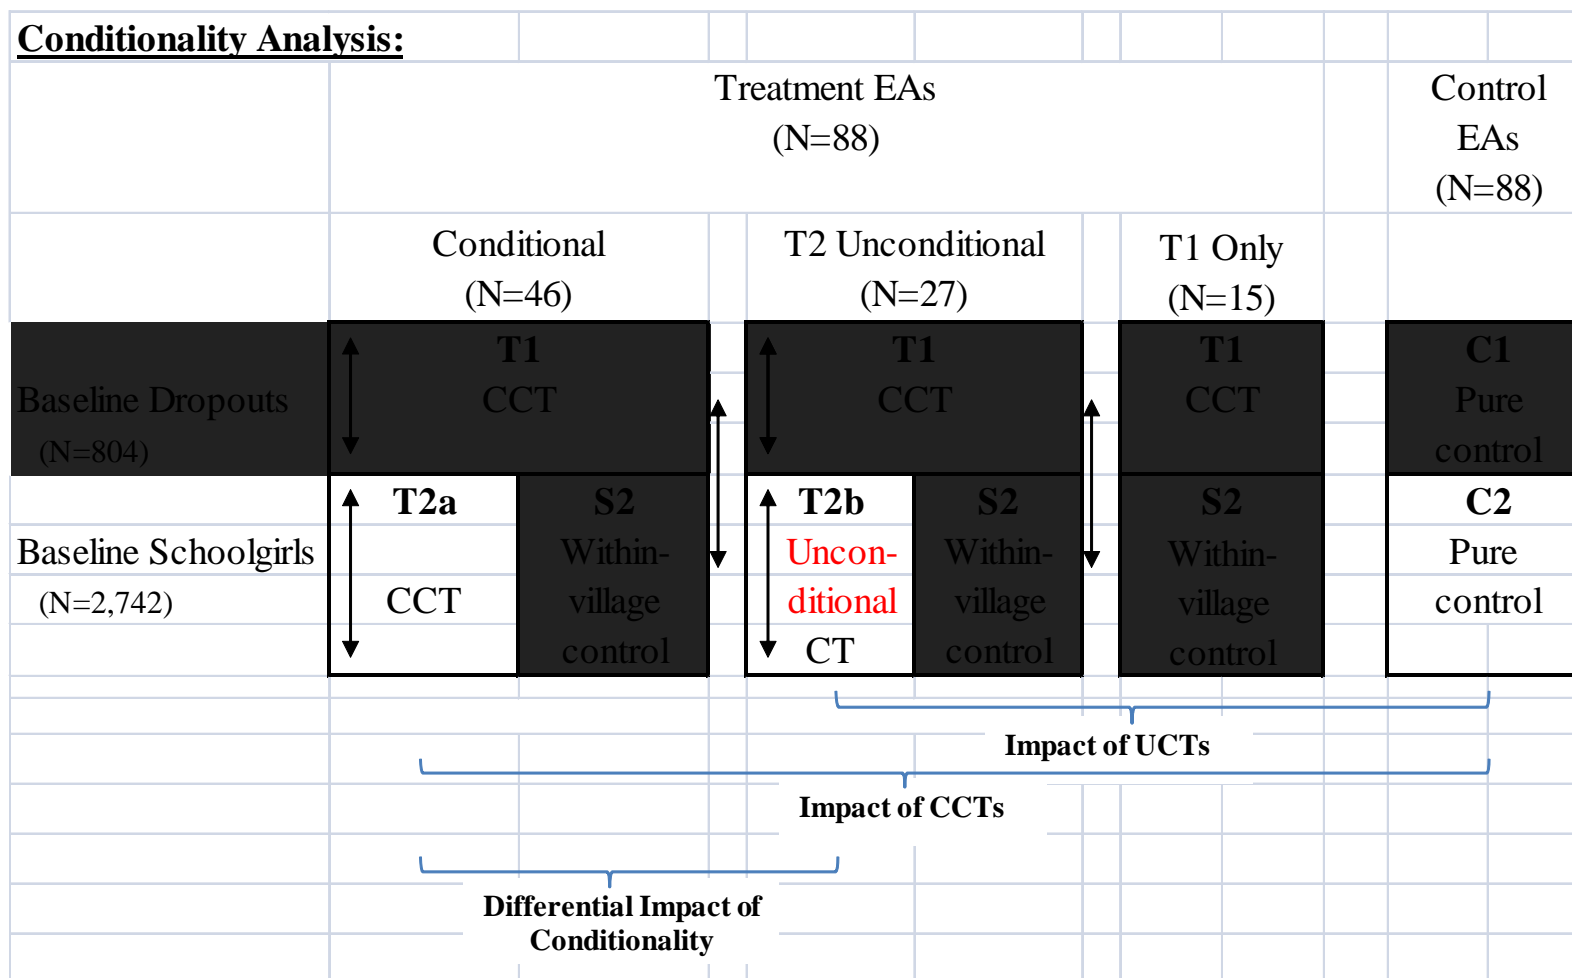 Conditionality Analysis:
Treatment EAs
(N=88)
Control
EAs
(N=88)
Conditional
(N=46)
T2 Unconditional
(N=27)
T1 Only
(N=15)
Baseline Dropouts
(N=804)
T1
CCT
T1
CCT
T1
CCT
C1
Pure
control
Baseline Schoolgirls
(N=2,742)
T2a
CCT
S2
Within-
village
control
T2b
Uncon-
ditional
CT
S2
Within-
village
control
S2
Within-
village
control
C2
Pure
control
Impact of UCTs
Impact of CCTs
Differential Impact of
Conditionality